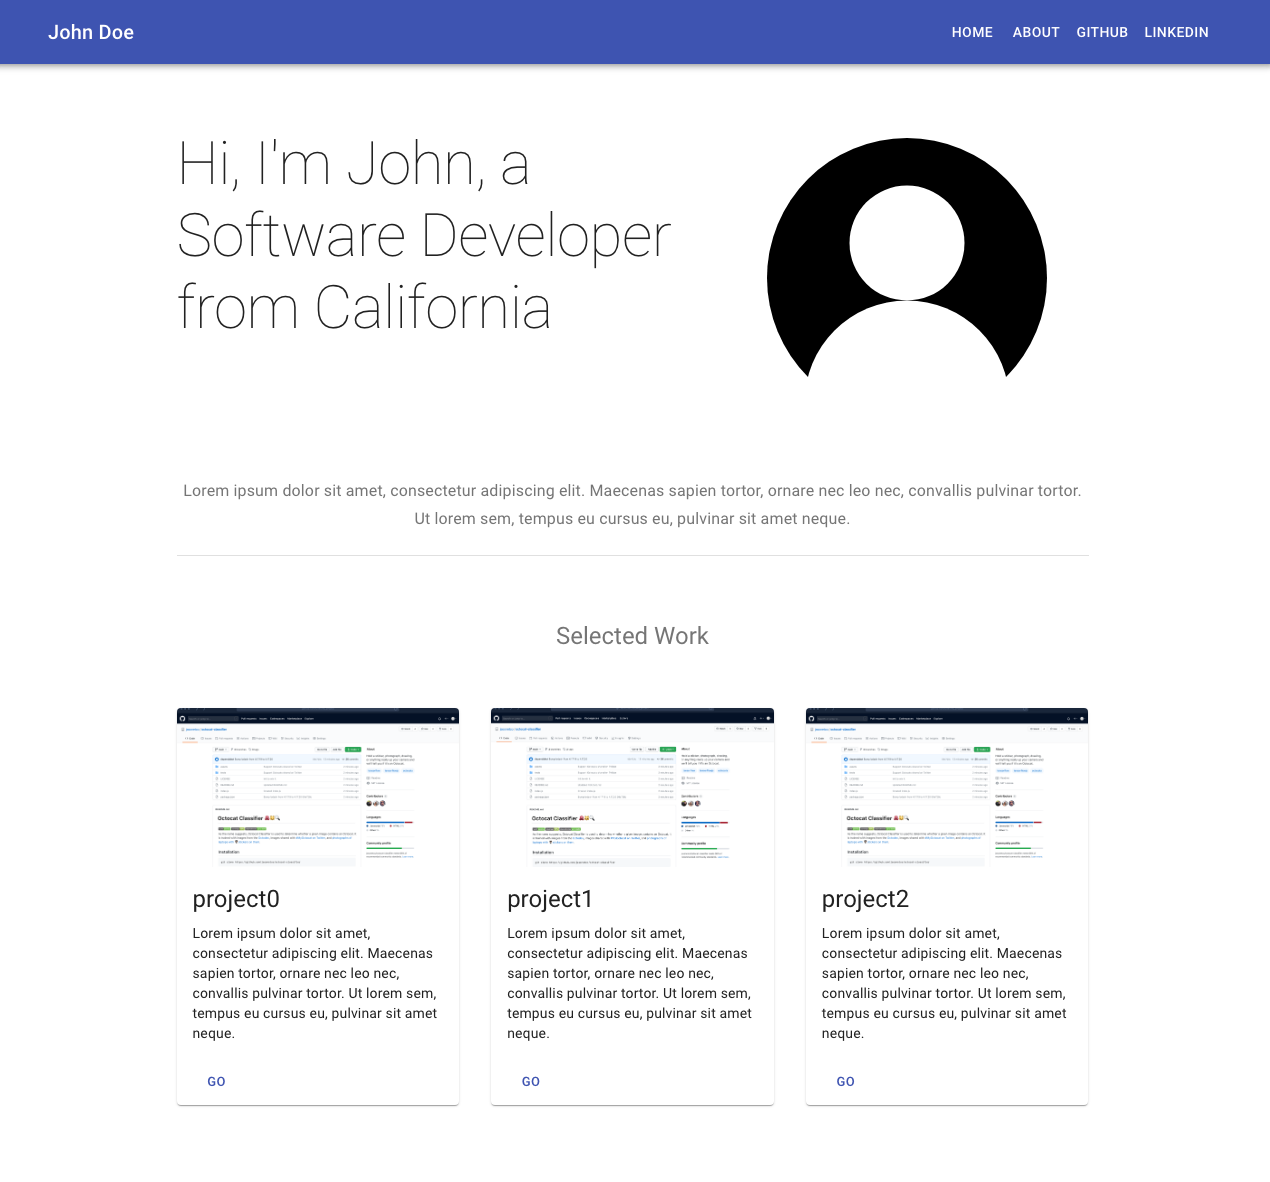 John Doe
HOME ABOUT GITHUB LINKEDIN
Hi, I'm John, a
Software Developer
from California
Lorem ipsum dolor sit amet, consectetur adipiscing elit. Maecenas sapien tortor, ornare nec leo nec, convallis pulvinar tortor.
Ut lorem sem, tempus eu cursus eu, pulvinar sit amet neque.
Selected Work
Octocat Classifier
Installation
project0
Lorem ipsum dolor sit amet,
consectetur adipiscing elit. Maecenas
sapien tortor, ornare nec leo nec,
convallis pulvinar tortor. Ut lorem sem,
tempus eu cursus eu, pulvinar sit amet
neque.
GO
Octocat Classifier
Installation
project1
Lorem ipsum dolor sit amet,
consectetur adipiscing elit. Maecenas
sapien tortor, ornare nec leo nec,
convallis pulvinar tortor. Ut lorem sem,
tempus eu cursus eu, pulvinar sit amet
neque.
GO
Octocat Classifier
Installation
project2
Lorem ipsum dolor sit amet,
consectetur adipiscing elit. Maecenas
sapien tortor, ornare nec leo nec,
convallis pulvinar tortor. Ut lorem sem,
tempus eu cursus eu, pulvinar sit amet
neque.
GO